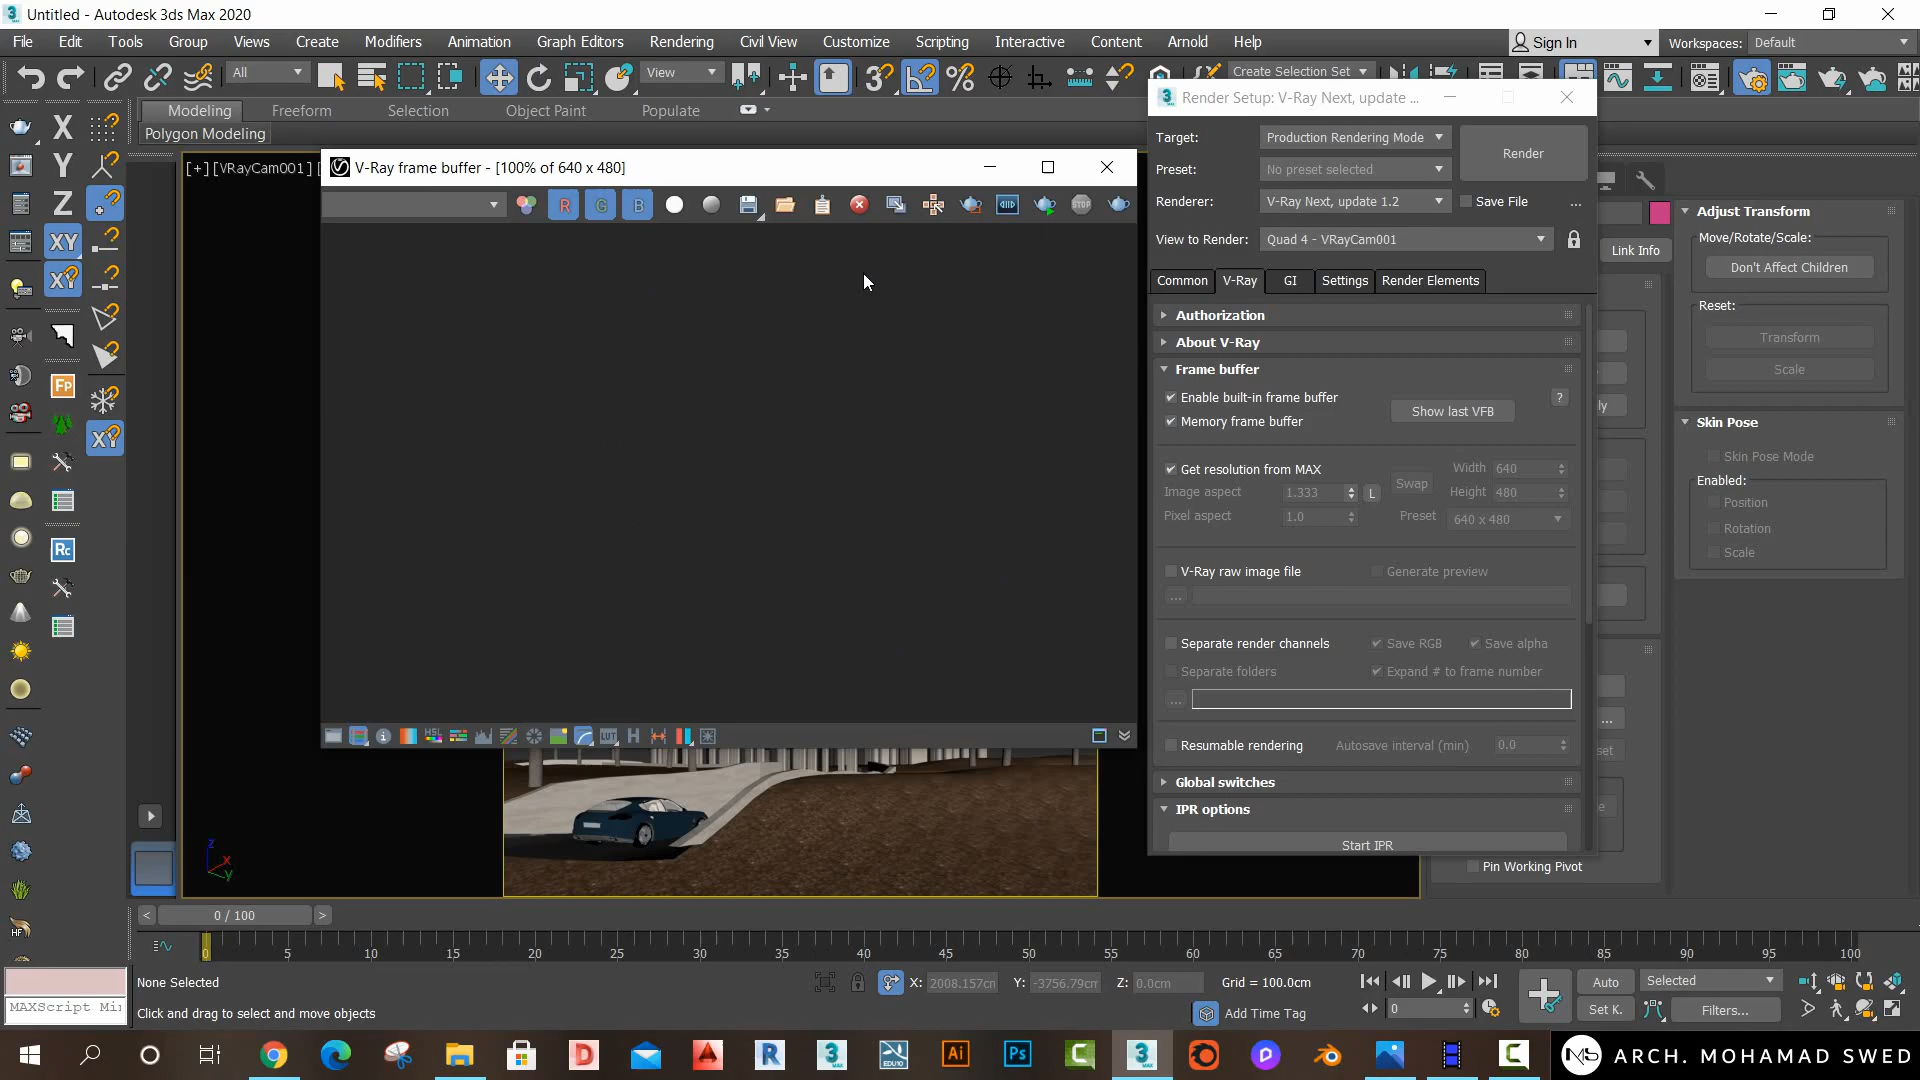 Untitled - Autodesk 3ds Max 2020
File Edit Tools Group Views Create Modifiers Animation Graph Editors Rendering Civil View Customize Scripting Interactive Content Arnold Help
Sign In
Workspaces: Default
All
View
Create Selection Set
Modeling Freeform Selection Object Paint Populate
Polygon Modeling
[+][VRayCam001]
V-Ray frame buffer - [100% of 640 x 480]
R G B
STOP
Render Setup: V-Ray Next, update ...
Target: Production Rendering Mode
Render
Preset: No preset selected
Renderer: V-Ray Next, update 1.2
Save File ...
View to Render: Quad 4 - VRayCam001
Common V-Ray GI Settings Render Elements
Authorization
About V-Ray
Frame buffer
Enable built-in frame buffer
Memory frame buffer
Show last VFB
?
Get resolution from MAX
Width 640
Image aspect 1.333 L
Swap
Height 480
Pixel aspect 1.0
Preset 640 x 480
V-Ray raw image file
Generate preview
...
Separate render channels
Save RGB Save alpha
Separate folders
Expand # to frame number
...
Resumable rendering
Autosave interval (min) 0.0
Global switches
IPR options
Start IPR
Link Info
Adjust Transform
Move/Rotate/Scale:
Don't Affect Children
Reset:
Transform
Scale
Skin Pose
Skin Pose Mode
Enabled:
Position
Rotation
Scale
Pin Working Pivot
X
Y
Z
XY
XY
XY
Fp
Rc
HF
HSL
LUT
H
z
x
y
< 0 / 100 >
0 5 10 15 20 25 30 35 40 45 50 55 60 65 70 75 80 85 90 95 100
None Selected
X: 2008.157cm Y: -3756.79cm Z: 0.0cm
Grid = 100.0cm
Auto
Selected
MAXScript Mi
Click and drag to select and move objects
Add Time Tag
0
Set K.
Filters...
ARCH. MOHAMAD SWED